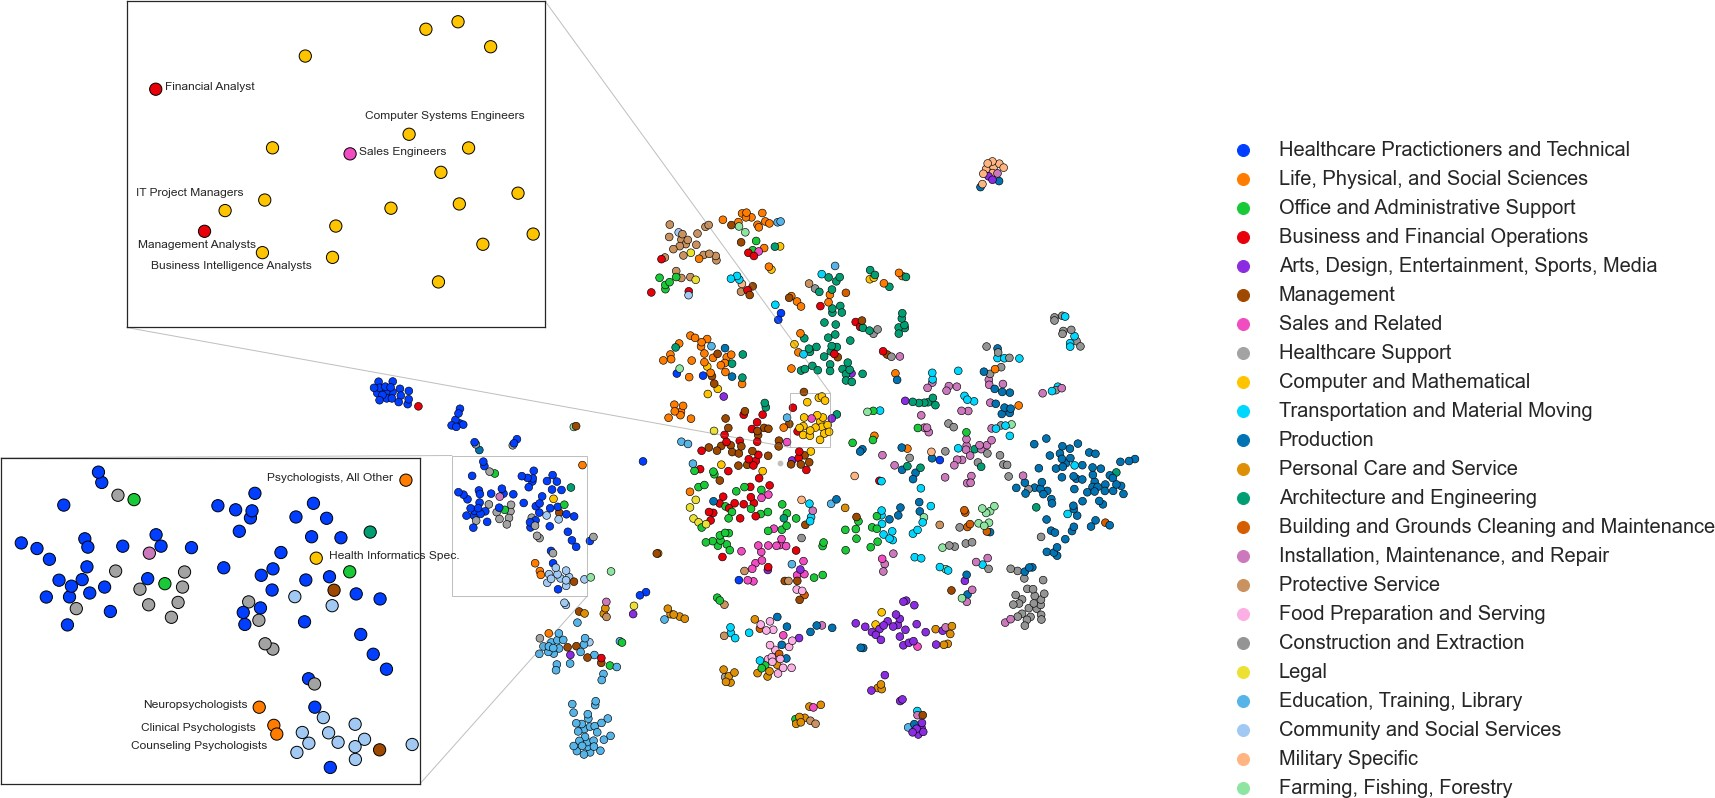 Financial Analyst
Computer Systems Engineers
Sales Engineers
IT Project Managers
Management Analysts
Business Intelligence Analysts
Psychologists, All Other
Health Informatics Spec.
Neuropsychologists
Clinical Psychologists
Counseling Psychologists
Healthcare Practictioners and Technical
Life, Physical, and Social Sciences
Office and Administrative Support
Business and Financial Operations
Arts, Design, Entertainment, Sports, Media
Management
Sales and Related
Healthcare Support
Computer and Mathematical
Transportation and Material Moving
Production
Personal Care and Service
Architecture and Engineering
Building and Grounds Cleaning and Maintenance
Installation, Maintenance, and Repair
Protective Service
Food Preparation and Serving
Construction and Extraction
Legal
Education, Training, Library
Community and Social Services
Military Specific
Farming, Fishing, Forestry